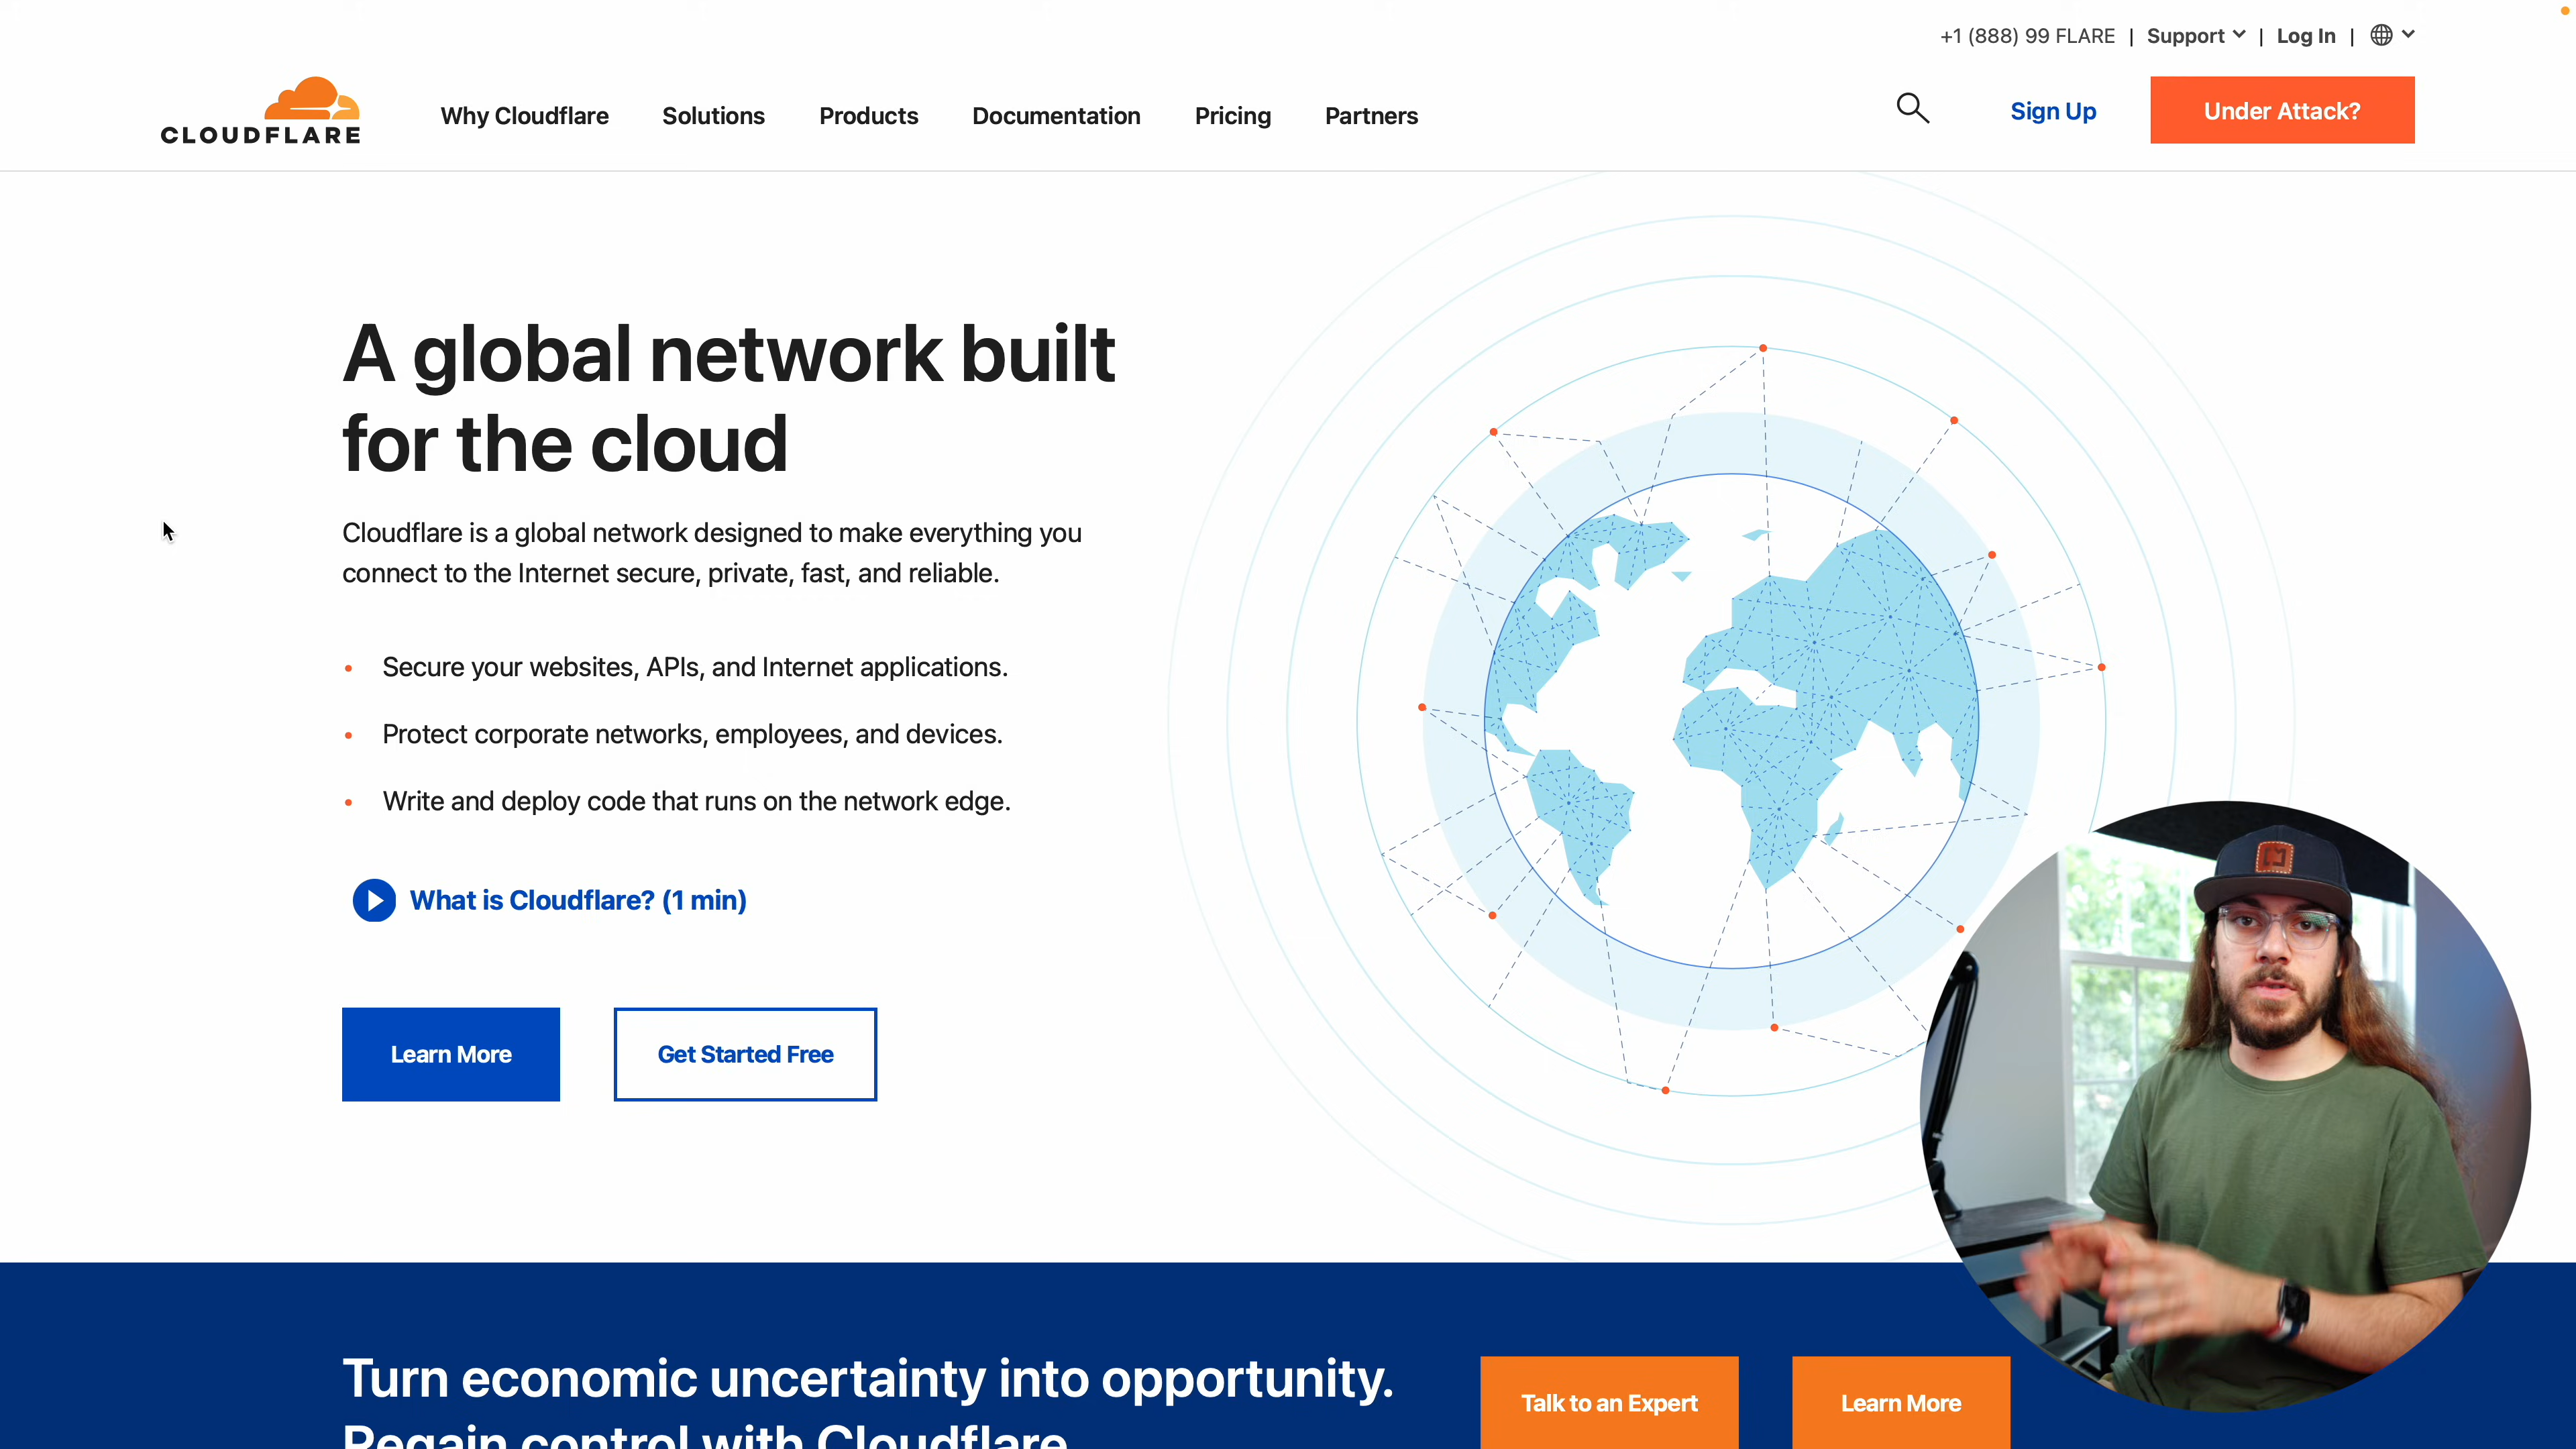 +1 (888) 99 FLARE | Support | Log In |
CLOUDFLARE
Why Cloudflare Solutions Products Documentation Pricing Partners
Sign Up
Under Attack?
A global network built
for the cloud
Cloudflare is a global network designed to make everything you
connect to the Internet secure, private, fast, and reliable.
• Secure your websites, APIs, and Internet applications.
• Protect corporate networks, employees, and devices.
• Write and deploy code that runs on the network edge.
What is Cloudflare? (1 min)
Learn More
Get Started Free
Turn economic uncertainty into opportunity.
Regain control with Cloudflare
Talk to an Expert
Learn More